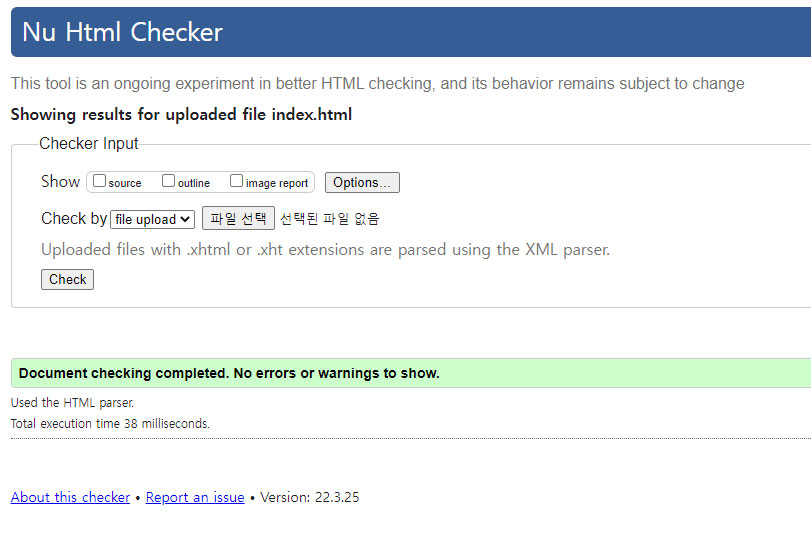 Nu Html Checker
This tool is an ongoing experiment in better HTML checking, and its behavior remains subject to change
Showing results for uploaded file index.html
Checker Input
Show source outline image report Options...
Check by file upload 파일 선택 선택된 파일 없음
Uploaded files with .xhtml or .xht extensions are parsed using the XML parser.
Check
Document checking completed. No errors or warnings to show.
Used the HTML parser.
Total execution time 38 milliseconds.
About this checker • Report an issue • Version: 22.3.25